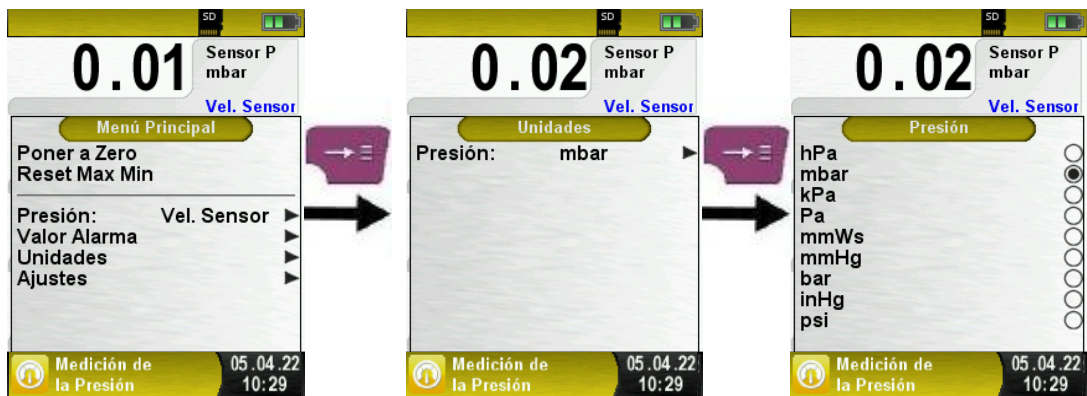 SD
0.01
Sensor P
mbar
Vel. Sensor
Menú Principal
Poner a Zero
Reset Max Min
Presión: Vel. Sensor
Valor Alarma
Unidades
Ajustes
Medición de
la Presión
05.04.22
10:29
SD
0.02
Sensor P
mbar
Vel. Sensor
Unidades
Presión: mbar
Medición de
la Presión
05.04.22
10:29
SD
0.02
Sensor P
mbar
Vel. Sensor
Presión
hPa
mbar
kPa
Pa
mmWs
mmHg
bar
inHg
psi
Medición de
la Presión
05.04.22
10:29